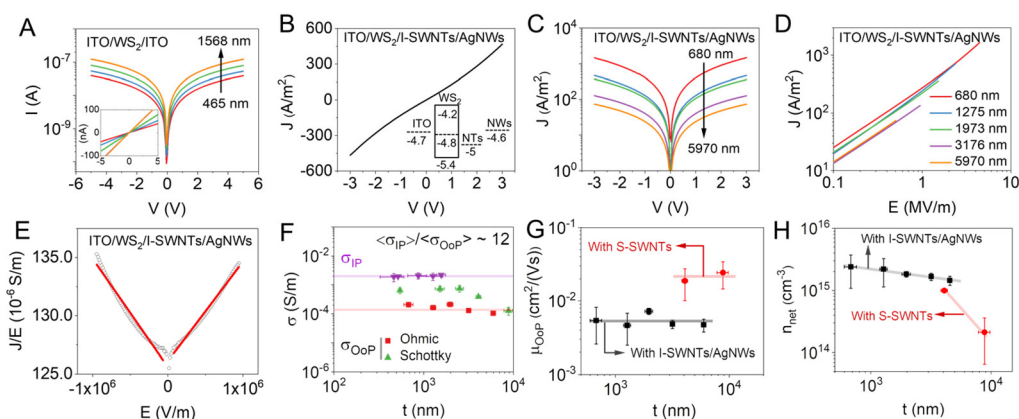 A
ITO/WS2/ITO
1568 nm
465 nm
I (A)
10⁻⁷
10⁻⁹
(nA)
100
0
-100
-5 0 5
-6 -4 -2 0 2 4 6
V (V)
B
ITO/WS2/I-SWNTs/AgNWs
J (A/m²)
600
300
0
-300
-600
WS2
ITO
-4.7
-4.2
-4.8
-5.4
NTs
-5
NWs
-4.6
-3 -2 -1 0 1 2 3
V (V)
C
ITO/WS2/I-SWNTs/AgNWs
J (A/m²)
10⁴
10²
10⁰
680 nm
5970 nm
-3 -2 -1 0 1 2 3
V (V)
D
ITO/WS2/I-SWNTs/AgNWs
J (A/m²)
10³
10²
10¹
680 nm
1275 nm
1973 nm
3176 nm
5970 nm
0.1 1 10
E (MV/m)
E
ITO/WS2/I-SWNTs/AgNWs
J/E (10⁻⁶ S/m)
135.0
130.0
125.0
-1x10⁶ 0 1x10⁶
E (V/m)
F
<σIP>/<σOoP> ~ 12
σ (S/m)
10⁰
10⁻²
10⁻⁴
10⁻⁶
σIP
σOoP
Ohmic
Schottky
10² 10³ 10⁴
t (nm)
G
μOoP (cm²/(Vs))
10⁻¹
10⁻²
10⁻³
With S-SWNTs
With I-SWNTs/AgNWs
10³ 10⁴
t (nm)
H
nnet (cm⁻³)
10¹⁶
10¹⁵
10¹⁴
With I-SWNTs/AgNWs
With S-SWNTs
10³ 10⁴
t (nm)